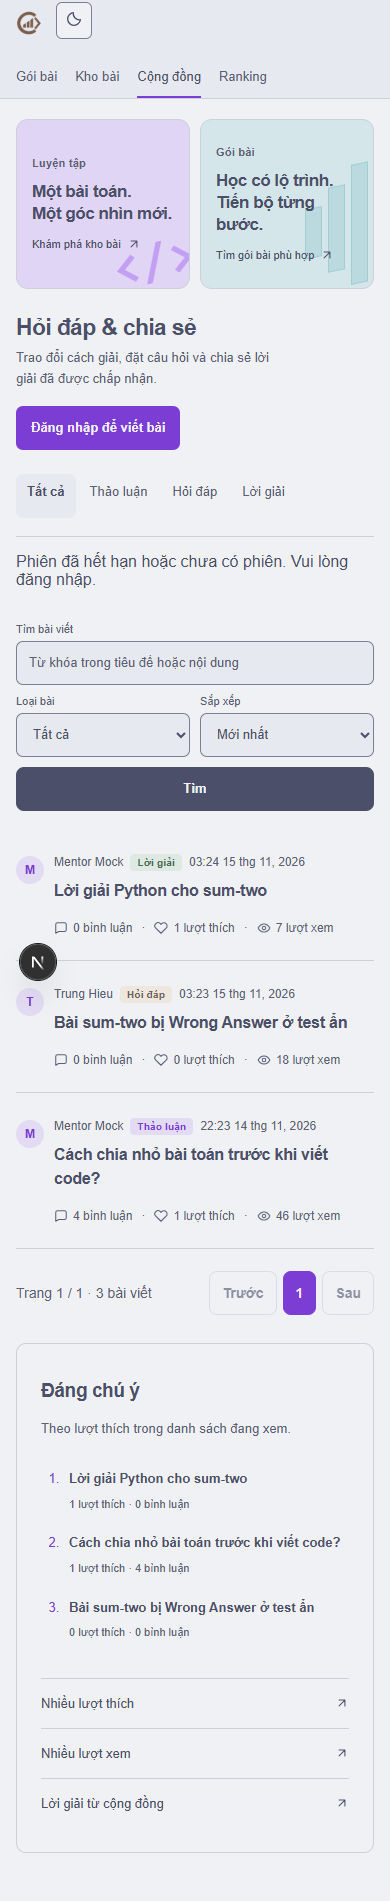 Gói bài Kho bài Cộng đồng Ranking
Luyện tập
Một bài toán.
Một góc nhìn mới.
Khám phá kho bài
Gói bài
Học có lộ trình.
Tiến bộ từng
bước.
Tìm gói bài phù hợp
Hỏi đáp & chia sẻ
Trao đổi cách giải, đặt câu hỏi và chia sẻ lời
giải đã được chấp nhận.
Đăng nhập để viết bài
Tất cả Thảo luận Hỏi đáp Lời giải
Phiên đã hết hạn hoặc chưa có phiên. Vui lòng
đăng nhập.
Tìm bài viết
Từ khóa trong tiêu đề hoặc nội dung
Loại bài Sắp xếp
Tất cả Mới nhất
Tìm
M Mentor Mock Lời giải 03:24 15 thg 11, 2026
Lời giải Python cho sum-two
0 bình luận · 1 lượt thích · 7 lượt xem
N
T Trung Hieu Hỏi đáp 03:23 15 thg 11, 2026
Bài sum-two bị Wrong Answer ở test ẩn
0 bình luận · 0 lượt thích · 18 lượt xem
M Mentor Mock Thảo luận 22:23 14 thg 11, 2026
Cách chia nhỏ bài toán trước khi viết
code?
4 bình luận · 1 lượt thích · 46 lượt xem
Trang 1 / 1 · 3 bài viết Trước 1 Sau
Đáng chú ý
Theo lượt thích trong danh sách đang xem.
1. Lời giải Python cho sum-two
1 lượt thích · 0 bình luận
2. Cách chia nhỏ bài toán trước khi viết code?
1 lượt thích · 4 bình luận
3. Bài sum-two bị Wrong Answer ở test ẩn
0 lượt thích · 0 bình luận
Nhiều lượt thích
Nhiều lượt xem
Lời giải từ cộng đồng